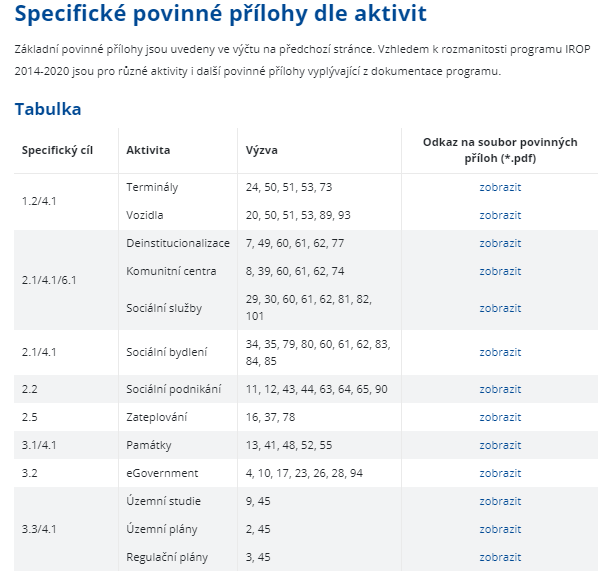 Specifické povinné přílohy dle aktivit
Základní povinné přílohy jsou uvedeny ve výčtu na předchozí stránce. Vzhledem k rozmanitosti programu IROP
2014-2020 jsou pro různé aktivity i další povinné přílohy vyplývající z dokumentace programu.
Tabulka
Specifický cíl Aktivita Výzva Odkaz na soubor povinných
příloh (*.pdf)
1.2/4.1 Terminály 24, 50, 51, 53, 73 zobrazit
Vozidla 20, 50, 51, 53, 89, 93 zobrazit
2.1/4.1/6.1 Deinstitucionalizace 7, 49, 60, 61, 62, 77 zobrazit
Komunitní centra 8, 39, 60, 61, 62, 74 zobrazit
Sociální služby 29, 30, 60, 61, 62, 81, 82,
101 zobrazit
2.1/4.1 Sociální bydlení 34, 35, 79, 80, 60, 61, 62, 83,
84, 85 zobrazit
2.2 Sociální podnikání 11, 12, 43, 44, 63, 64, 65, 90 zobrazit
2.5 Zateplování 16, 37, 78 zobrazit
3.1/4.1 Památky 13, 41, 48, 52, 55 zobrazit
3.2 eGovernment 4, 10, 17, 23, 26, 28, 94 zobrazit
3.3/4.1 Územní studie 9, 45 zobrazit
Územní plány 2, 45 zobrazit
Regulační plány 3, 45 zobrazit